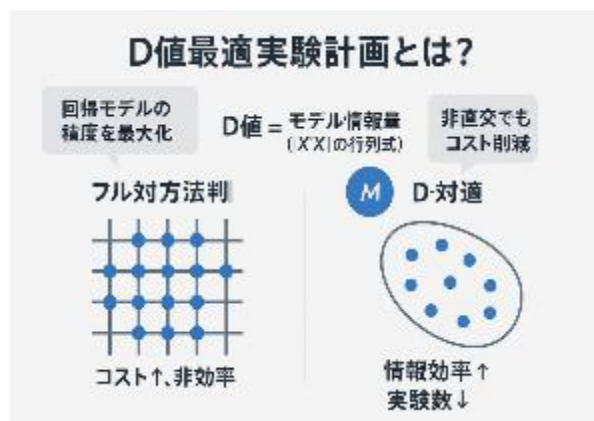 D値最適実験計画とは?
回帰モデルの
精度を最大化
D値 = モデル情報量
(X'X|の行列式)
非直交でも
コスト削減
フル対方法判
M D-対適
コスト↑、非効率
情報効率↑
実験数↓